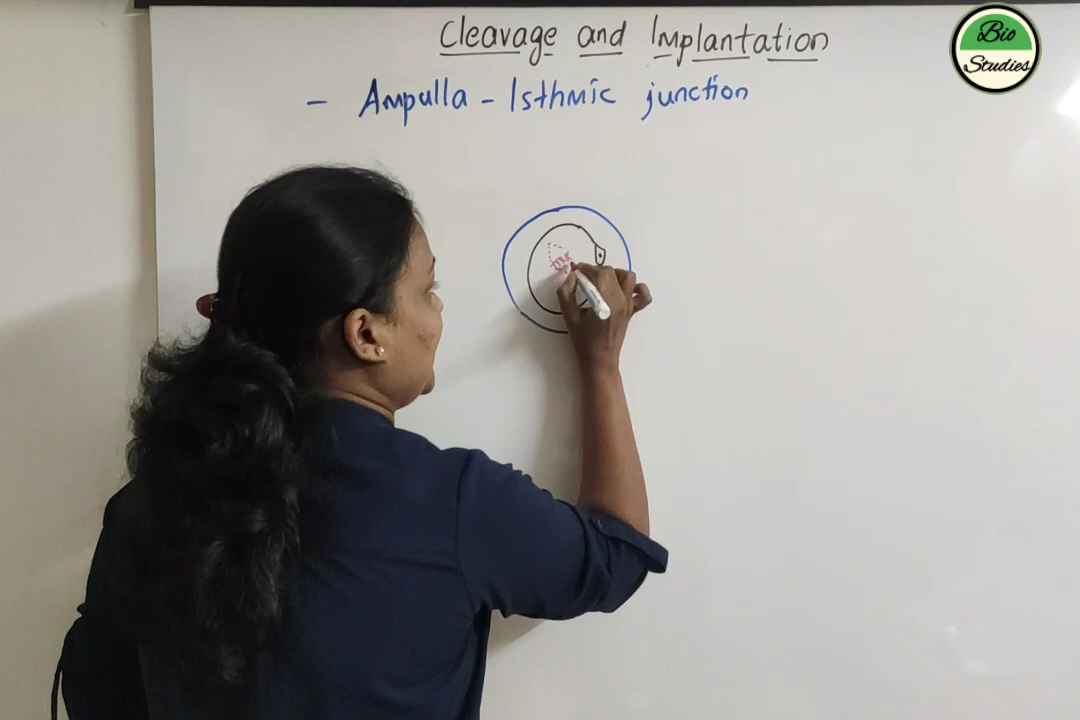 Cleavage and Implantation
Bio
Studies
- Ampulla - Isthmic junction